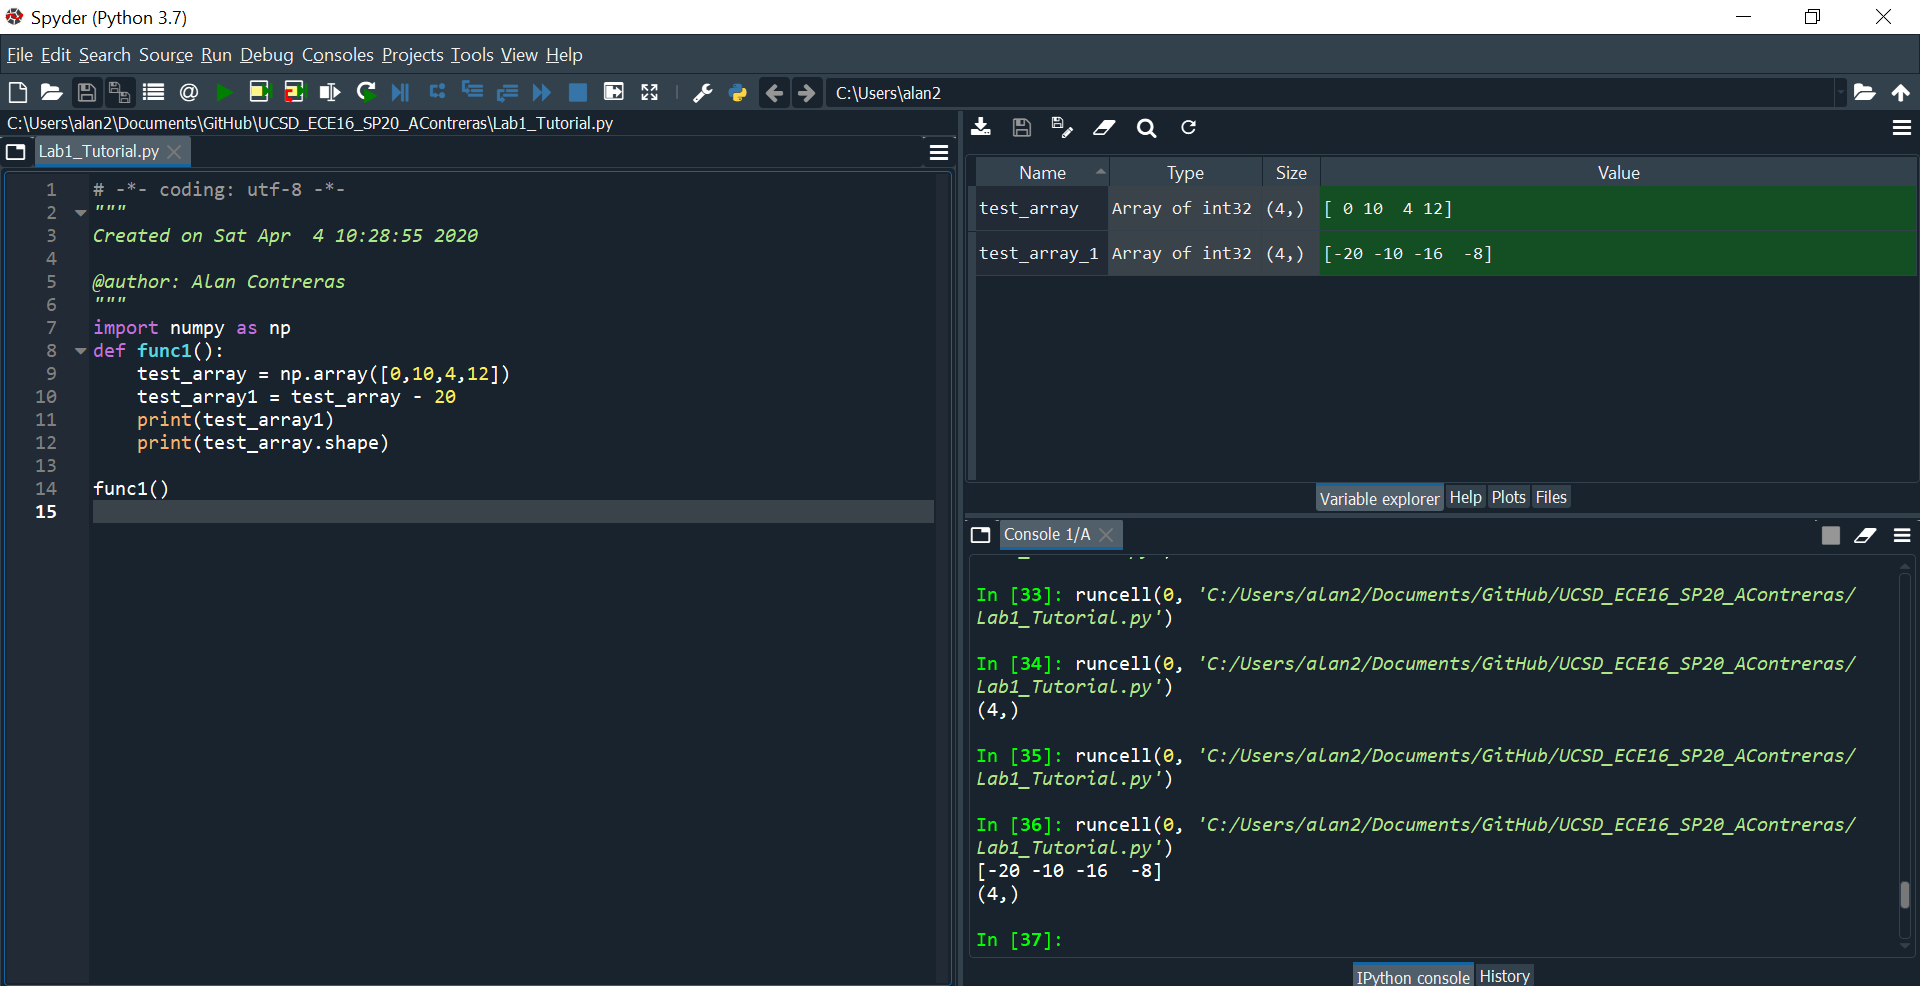 Spyder (Python 3.7)
File Edit Search Source Run Debug Consoles Projects Tools View Help
C:\Users\alan2
C:\Users\alan2\Documents\GitHub\UCSD_ECE16_SP20_AContreras\Lab1_Tutorial.py
Lab1_Tutorial.py
1 # -*- coding: utf-8 -*-
2 """
3 Created on Sat Apr  4 10:28:55 2020
4
5 @author: Alan Contreras
6 """
7 import numpy as np
8 def func1():
9     test_array = np.array([0,10,4,12])
10     test_array1 = test_array - 20
11     print(test_array1)
12     print(test_array.shape)
13
14 func1()
15
Name Type Size Value
test_array Array of int32 (4,) [ 0 10  4 12]
test_array_1 Array of int32 (4,) [-20 -10 -16  -8]
Variable explorer Help Plots Files
Console 1/A
In [33]: runcell(0, 'C:/Users/alan2/Documents/GitHub/UCSD_ECE16_SP20_AContreras/
Lab1_Tutorial.py')
In [34]: runcell(0, 'C:/Users/alan2/Documents/GitHub/UCSD_ECE16_SP20_AContreras/
Lab1_Tutorial.py')
(4,)
In [35]: runcell(0, 'C:/Users/alan2/Documents/GitHub/UCSD_ECE16_SP20_AContreras/
Lab1_Tutorial.py')
In [36]: runcell(0, 'C:/Users/alan2/Documents/GitHub/UCSD_ECE16_SP20_AContreras/
Lab1_Tutorial.py')
[-20 -10 -16  -8]
(4,)
In [37]:
IPython console History